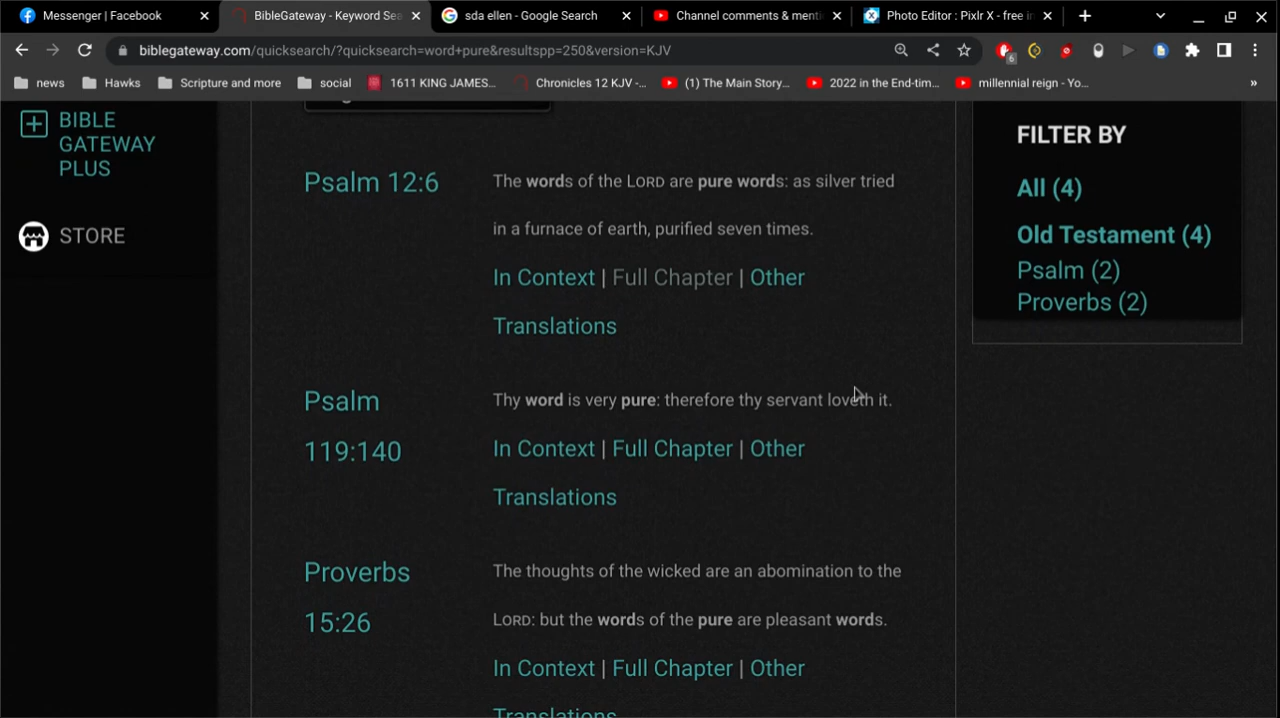 Messenger | Facebook
BibleGateway - Keyword Sea
sda ellen - Google Search
Channel comments & menti
Photo Editor : Pixlr X - free i
biblegateway.com/quicksearch/?quicksearch=word+pure&resultspp=250&version=KJV
6
news
Hawks
Scripture and more
social
1611 KING JAMES...
Chronicles 12 KJV -...
(1) The Main Story...
2022 in the End-tim...
millennial reign - Yo...
»
BIBLE
GATEWAY
PLUS
STORE
Psalm 12:6
The words of the LORD are pure words: as silver tried
in a furnace of earth, purified seven times.
In Context | Full Chapter | Other
Translations
Psalm
119:140
Thy word is very pure: therefore thy servant loveth it.
In Context | Full Chapter | Other
Translations
Proverbs
15:26
The thoughts of the wicked are an abomination to the
LORD: but the words of the pure are pleasant words.
In Context | Full Chapter | Other
Translations
FILTER BY
All (4)
Old Testament (4)
Psalm (2)
Proverbs (2)